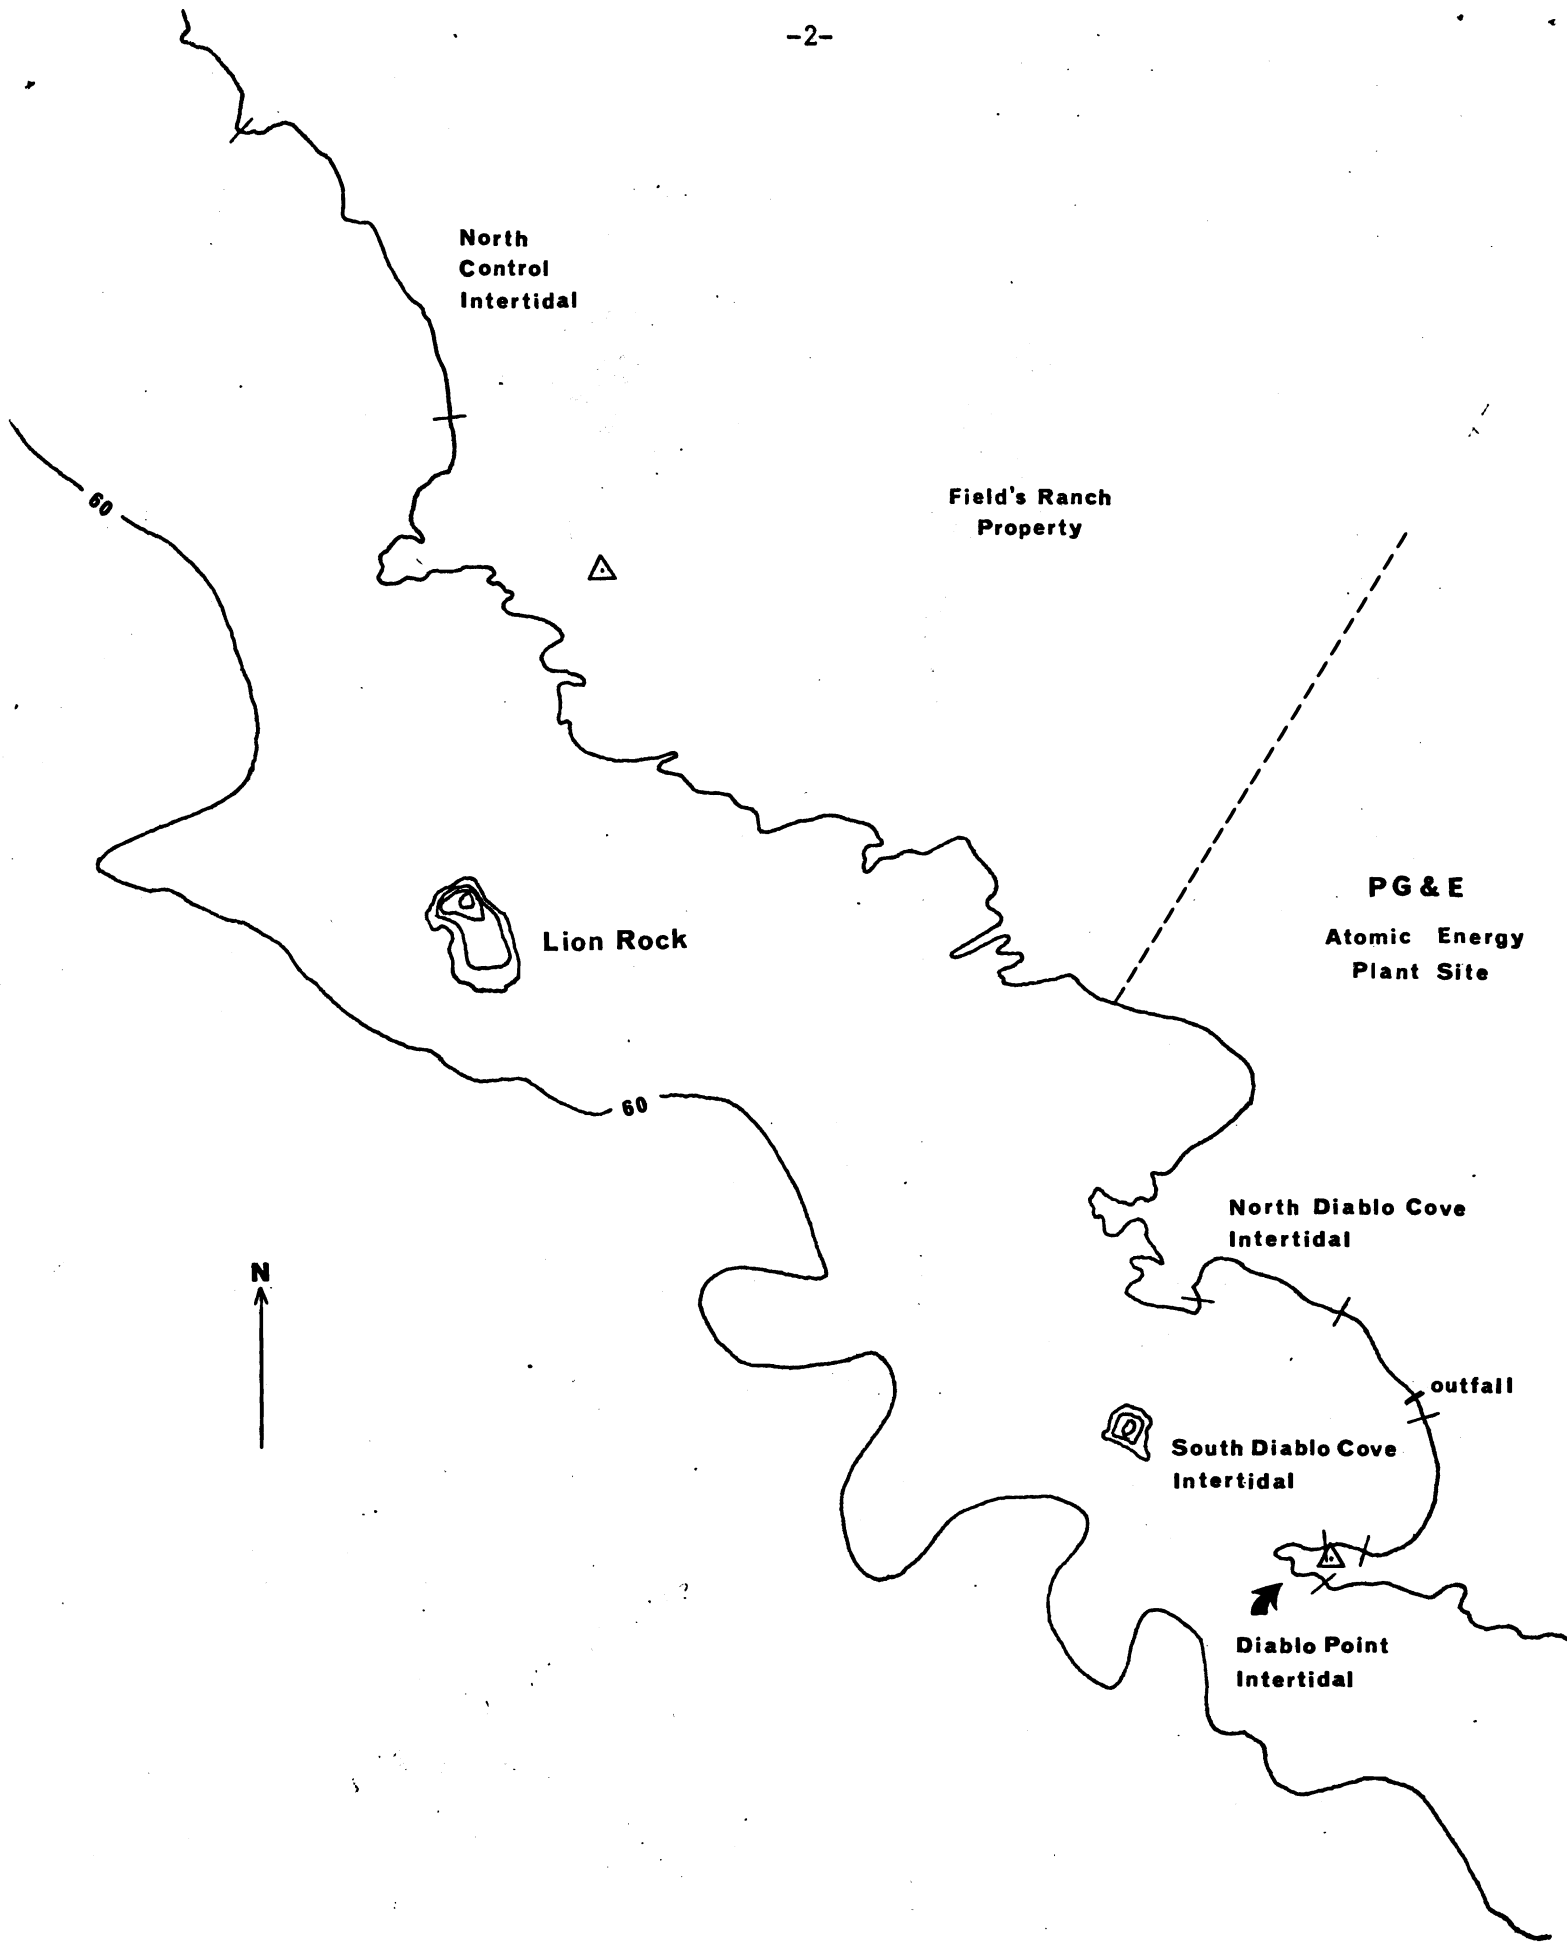 -2-
North
Control
Intertidal
60
Field's Ranch
Property
PG&E
Atomic Energy
Plant Site
Lion Rock
60
North Diablo Cove
Intertidal
N
outfall
South Diablo Cove
Intertidal
Diablo Point
Intertidal